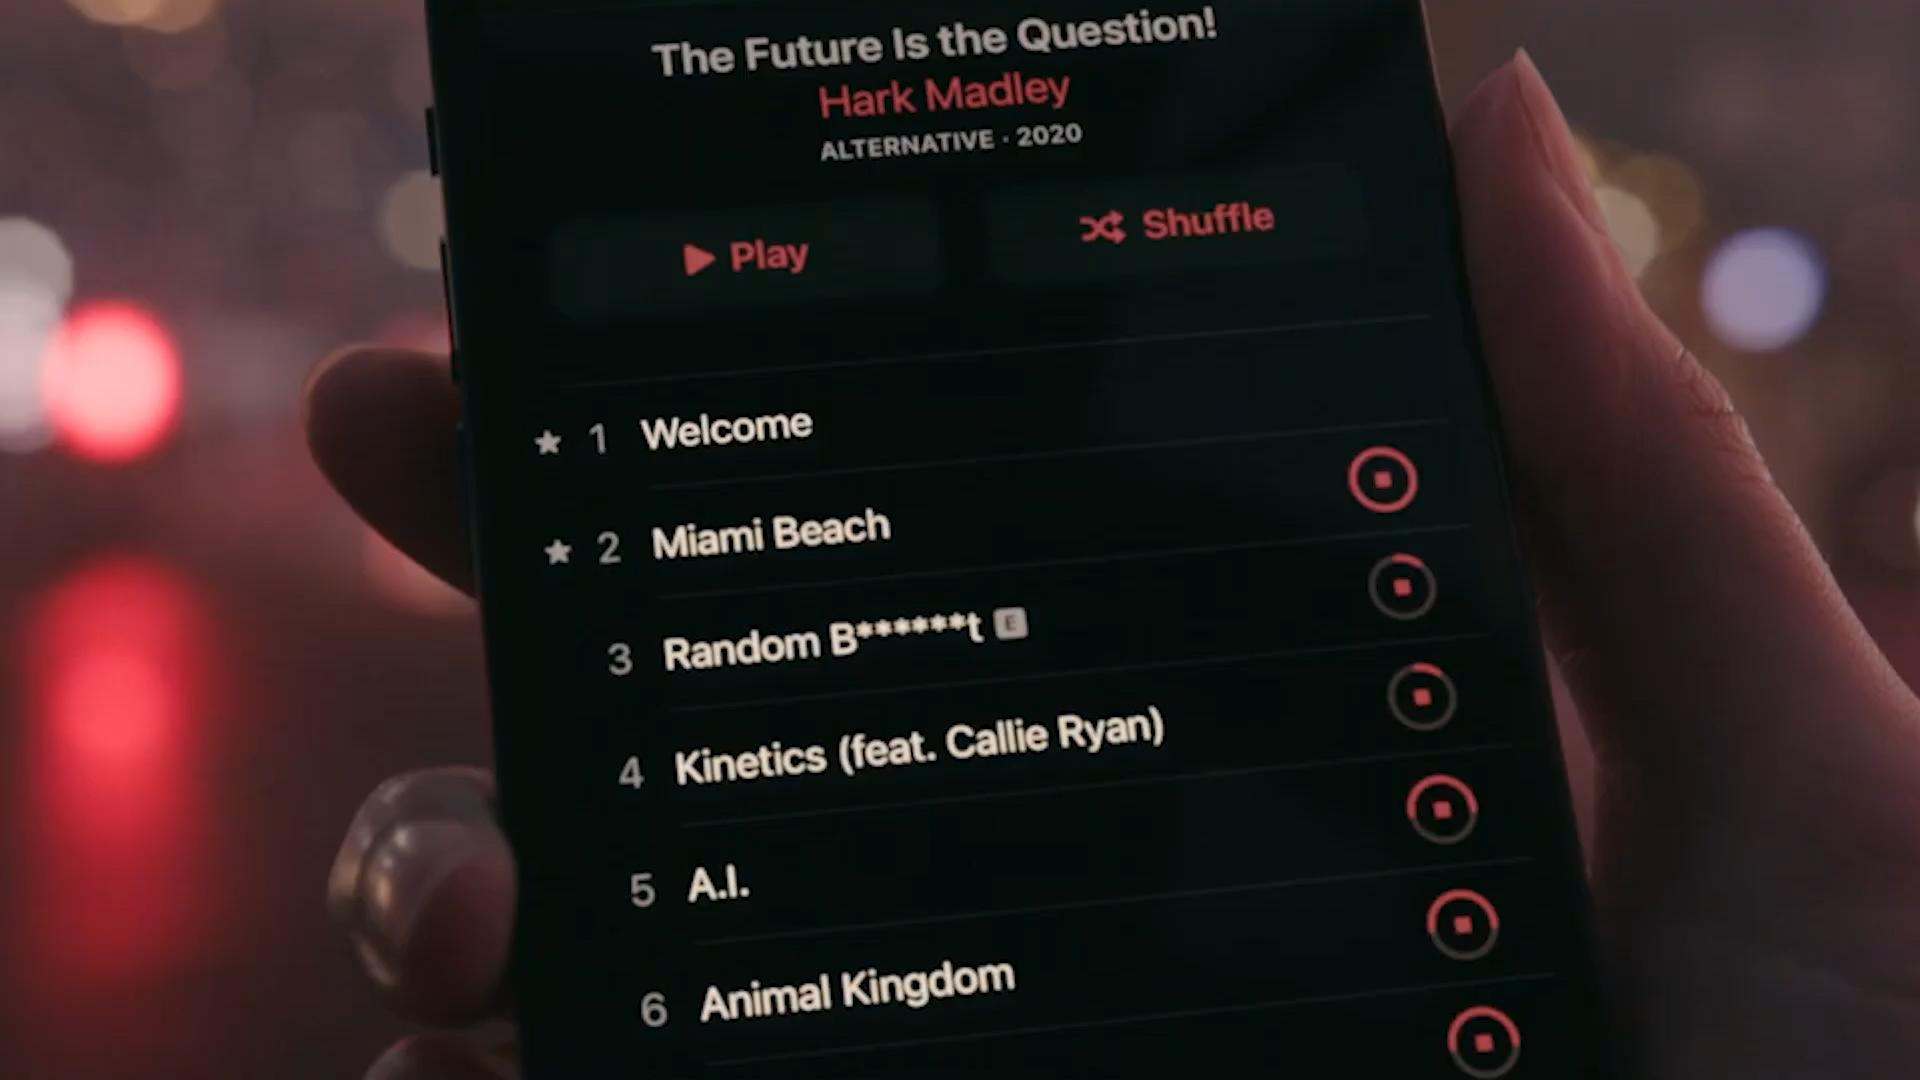 The Future Is the Question!
Hark Madley
ALTERNATIVE · 2020
Play
Shuffle
1 Welcome
2 Miami Beach
3 Random B******t E
4 Kinetics (feat. Callie Ryan)
5 A.I.
6 Animal Kingdom